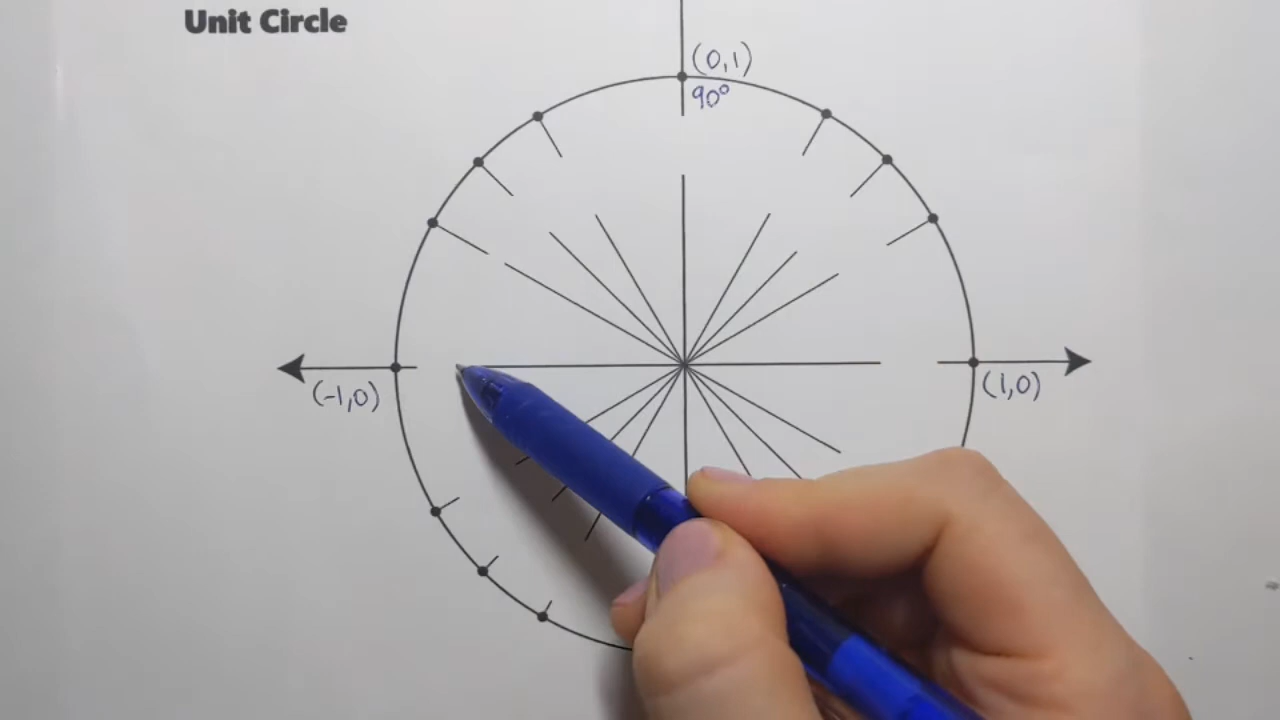 Unit Circle
(0,1)
90°
(-1,0)
(1,0)